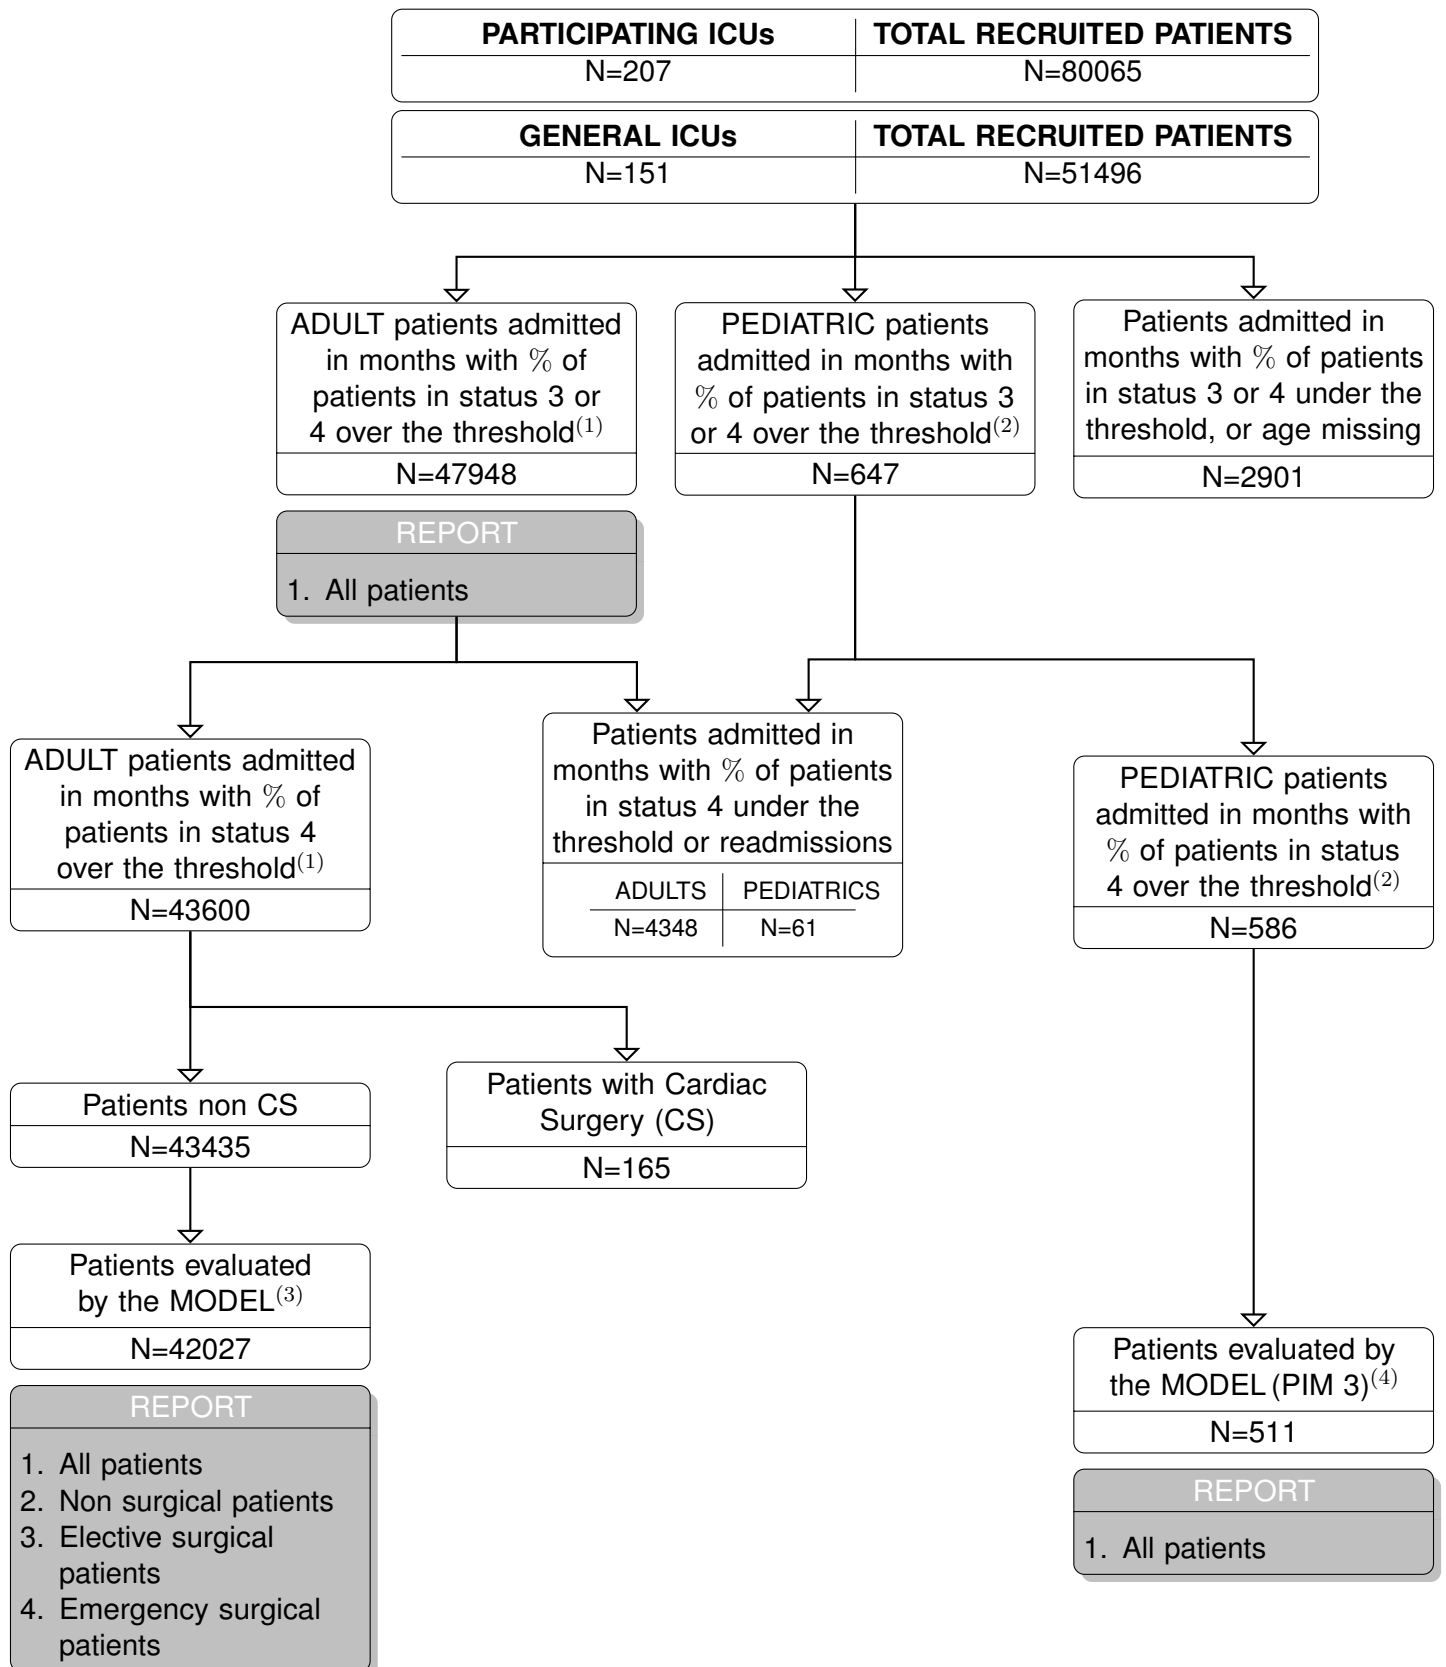 PARTICIPATING ICUs TOTAL RECRUITED PATIENTS
N=207 N=80065
GENERAL ICUs TOTAL RECRUITED PATIENTS
N=151 N=51496
ADULT patients admitted
in months with % of
patients in status 3 or
4 over the threshold(1)
N=47948
PEDIATRIC patients
admitted in months with
% of patients in status 3
or 4 over the threshold(2)
N=647
Patients admitted in
months with % of patients
in status 3 or 4 under the
threshold, or age missing
N=2901
REPORT
1. All patients
ADULT patients admitted
in months with % of
patients in status 4
over the threshold(1)
N=43600
Patients admitted in
months with % of patients
in status 4 under the
threshold or readmissions
ADULTS PEDIATRICS
N=4348 N=61
PEDIATRIC patients
admitted in months with
% of patients in status
4 over the threshold(2)
N=586
Patients non CS
N=43435
Patients with Cardiac
Surgery (CS)
N=165
Patients evaluated
by the MODEL(3)
N=42027
REPORT
1. All patients
2. Non surgical patients
3. Elective surgical
patients
4. Emergency surgical
patients
Patients evaluated by
the MODEL (PIM 3)(4)
N=511
REPORT
1. All patients